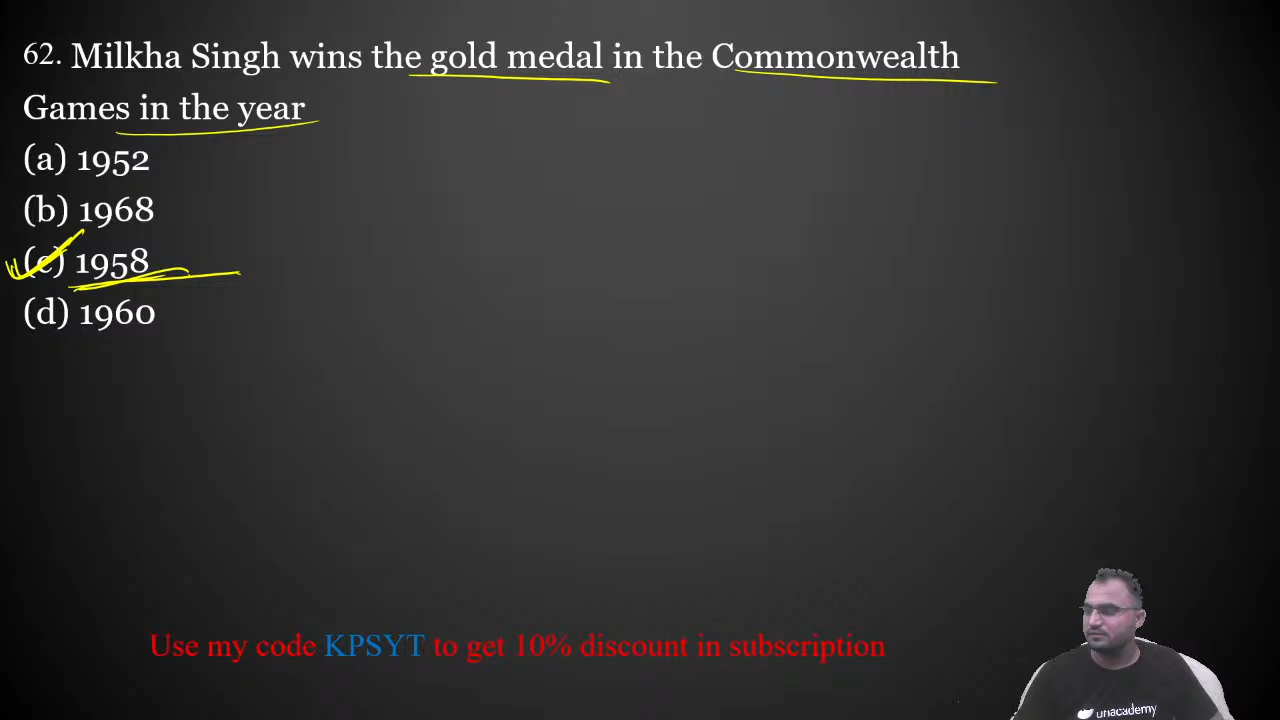 62. Milkha Singh wins the gold medal in the Commonwealth
Games in the year
(a) 1952
(b) 1968
(c) 1958
(d) 1960
Use my code KPSYT to get 10% discount in subscription
unacademy